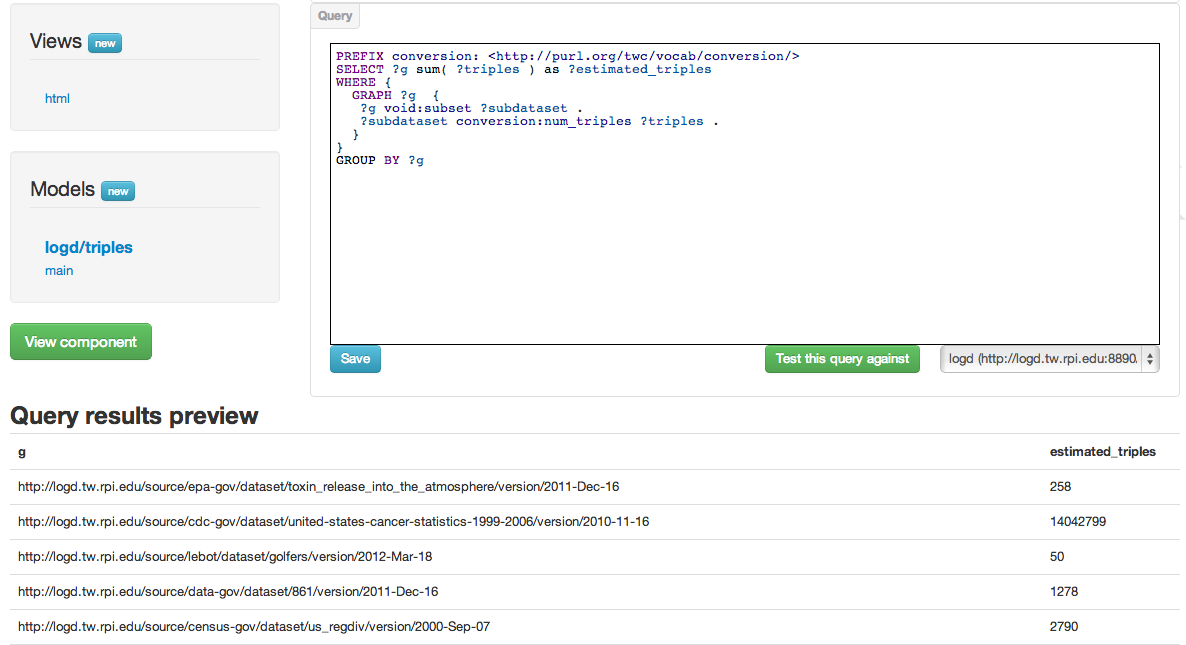 Views new
html
Models new
logd/triples
main
View component
Query
PREFIX conversion: <http://purl.org/twc/vocab/conversion/>
SELECT ?g sum( ?triples ) as ?estimated_triples
WHERE {
  GRAPH ?g  {
   ?g void:subset ?subdataset .
   ?subdataset conversion:num_triples ?triples .
  }
}
GROUP BY ?g
Save
Test this query against
logd (http://logd.tw.rpi.edu:8890/
Query results preview
g estimated_triples
http://logd.tw.rpi.edu/source/epa-gov/dataset/toxin_release_into_the_atmosphere/version/2011-Dec-16 258
http://logd.tw.rpi.edu/source/cdc-gov/dataset/united-states-cancer-statistics-1999-2006/version/2010-11-16 14042799
http://logd.tw.rpi.edu/source/lebot/dataset/golfers/version/2012-Mar-18 50
http://logd.tw.rpi.edu/source/data-gov/dataset/861/version/2011-Dec-16 1278
http://logd.tw.rpi.edu/source/census-gov/dataset/us_regdiv/version/2000-Sep-07 2790